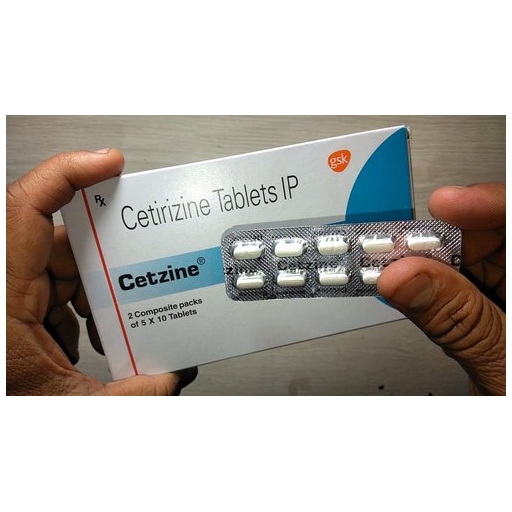 Rx
Cetirizine Tablets IP
gsk
Cetzine®
2 Composite packs
of 5 X 10 Tablets